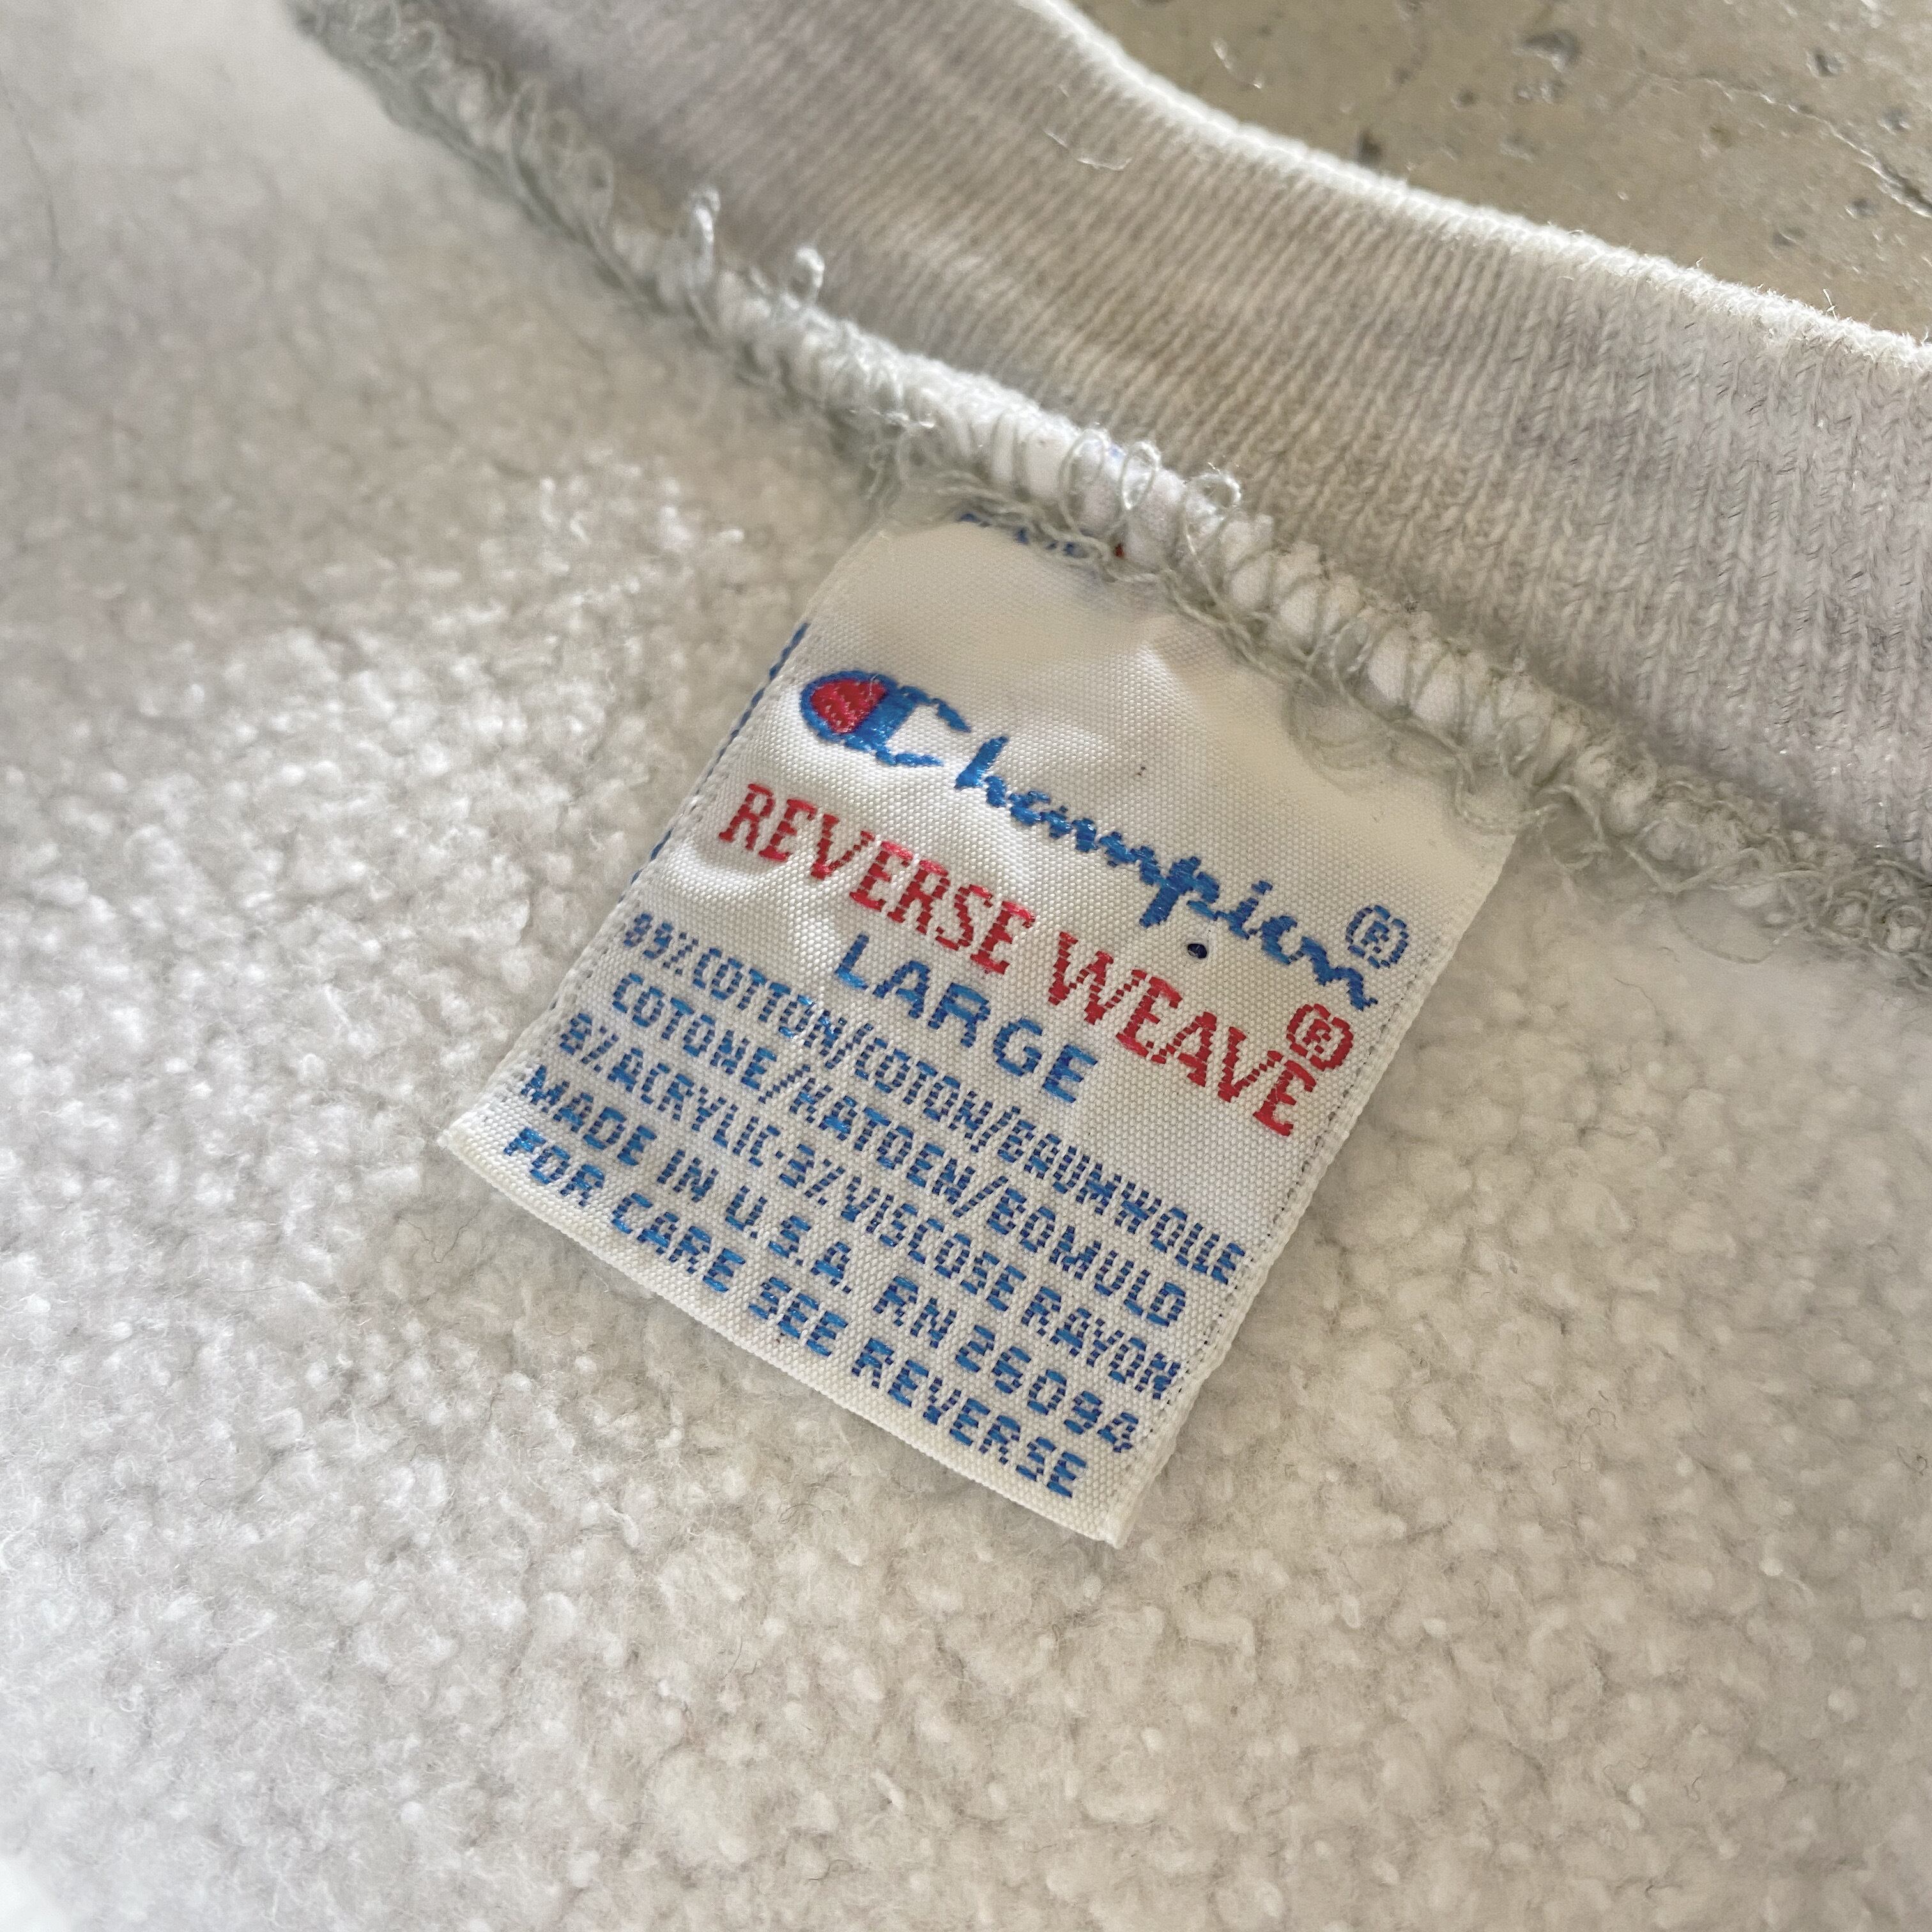 Champion®
REVERSE WEAVE®
LARGE
89%COTTON/COTON/BAUMWOLLE
COTONE/KATOEN/BOMULD
8%ACRYLIC·3%VISCOSE RAYON
MADE IN U.S.A. RN 26094
FOR CARE SEE REVERSE